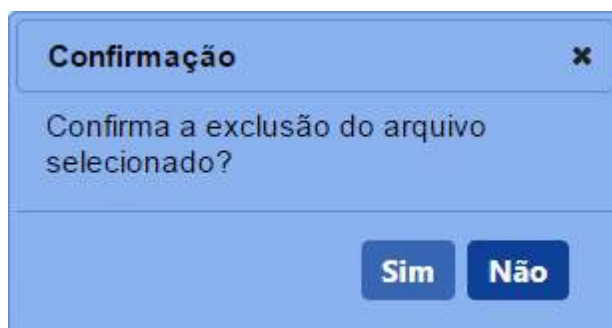 Confirmação
Confirma a exclusão do arquivo
selecionado?
Sim Não